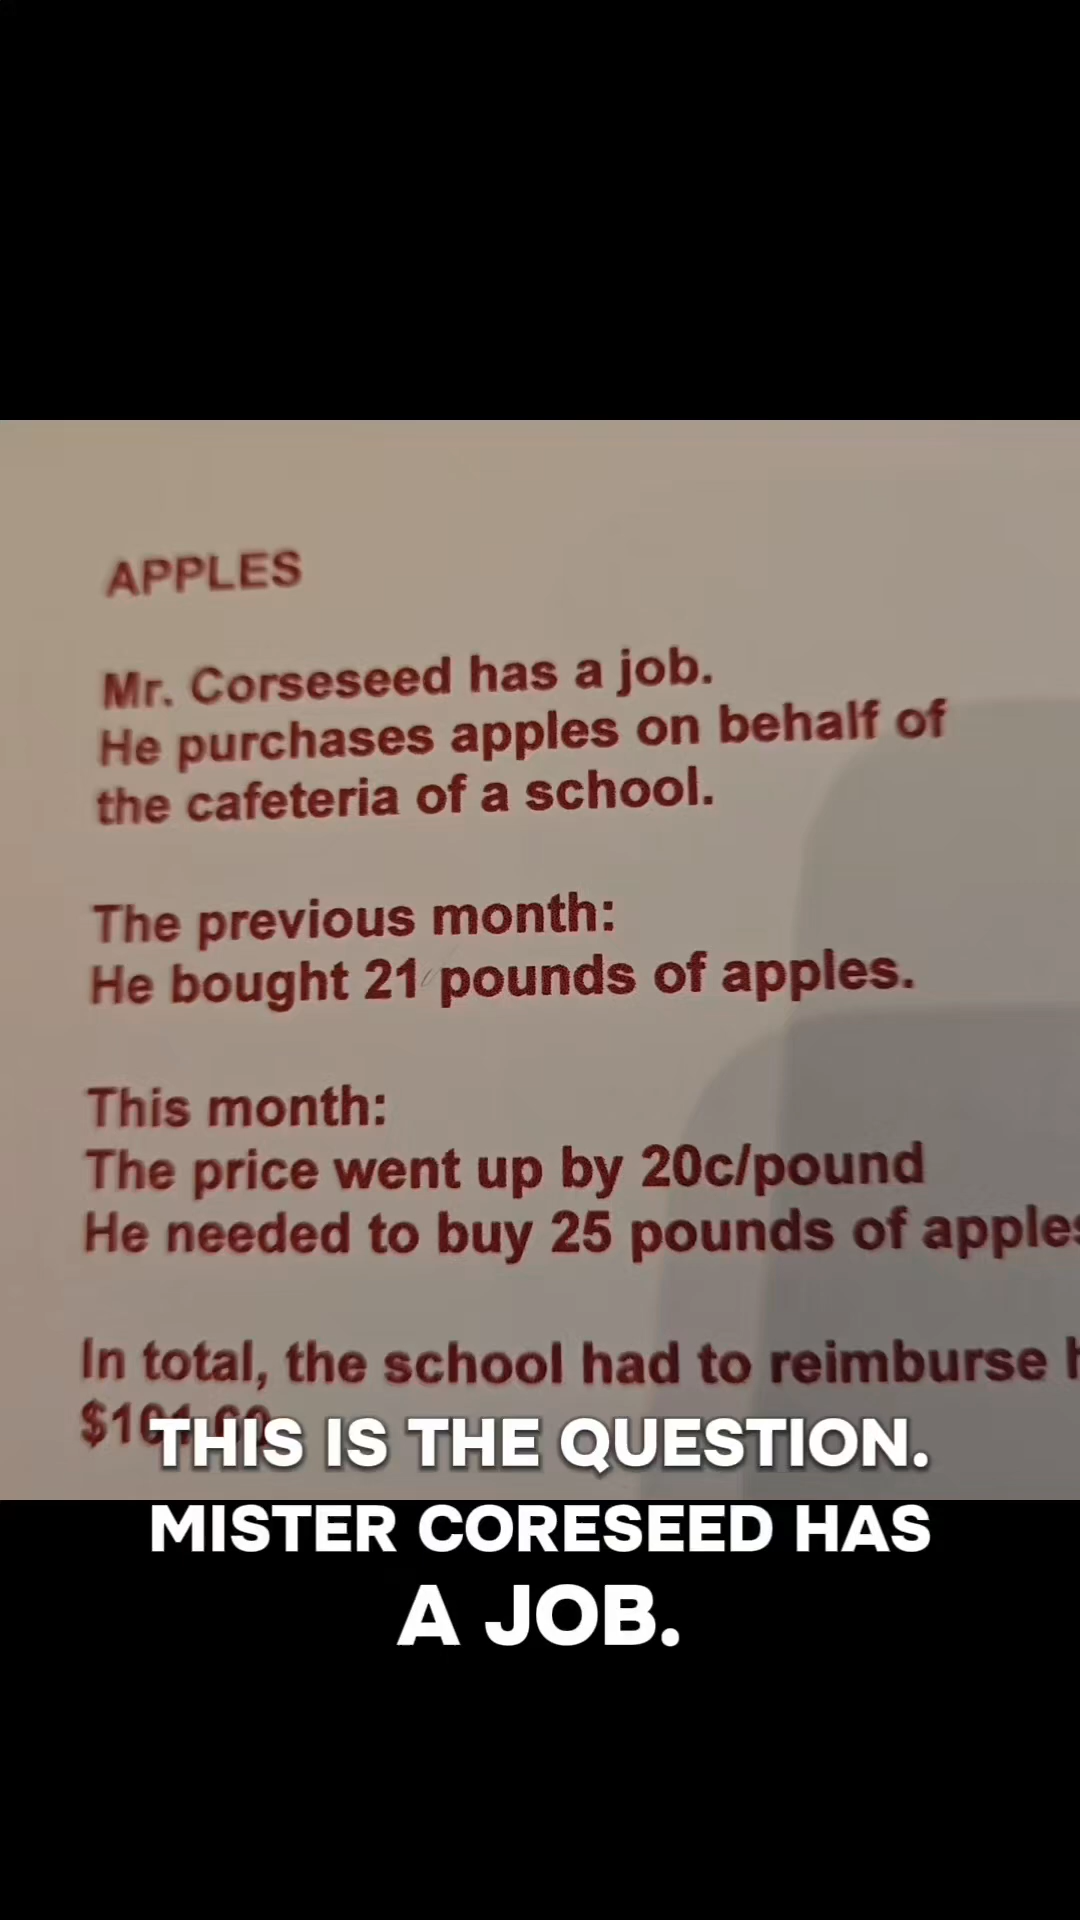 APPLES
Mr. Corseseed has a job.
He purchases apples on behalf of
the cafeteria of a school.
The previous month:
He bought 21 pounds of apples.
This month:
The price went up by 20c/pound
He needed to buy 25 pounds of apples
In total, the school had to reimburse
THIS IS THE QUESTION.
MISTER CORESEED HAS
A JOB.